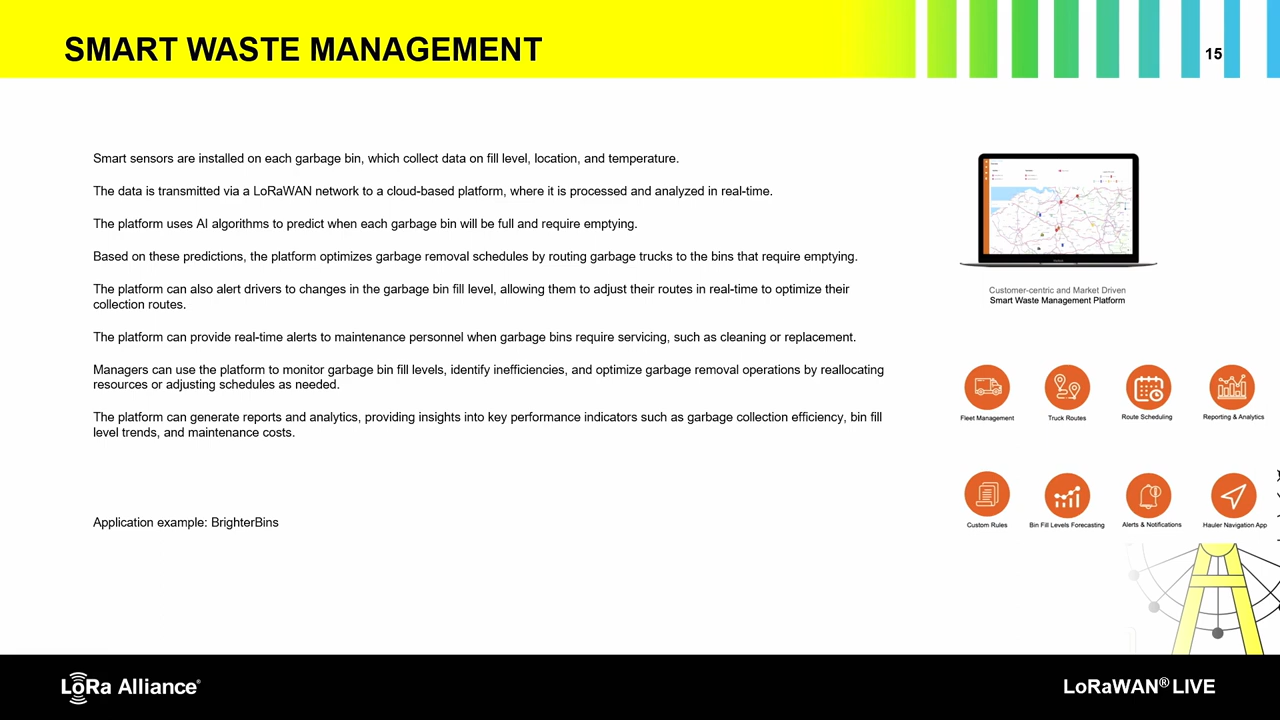 SMART WASTE MANAGEMENT
15
Smart sensors are installed on each garbage bin, which collect data on fill level, location, and temperature.
The data is transmitted via a LoRaWAN network to a cloud-based platform, where it is processed and analyzed in real-time.
The platform uses AI algorithms to predict when each garbage bin will be full and require emptying.
Based on these predictions, the platform optimizes garbage removal schedules by routing garbage trucks to the bins that require emptying.
The platform can also alert drivers to changes in the garbage bin fill level, allowing them to adjust their routes in real-time to optimize their
collection routes.
The platform can provide real-time alerts to maintenance personnel when garbage bins require servicing, such as cleaning or replacement.
Managers can use the platform to monitor garbage bin fill levels, identify inefficiencies, and optimize garbage removal operations by reallocating
resources or adjusting schedules as needed.
The platform can generate reports and analytics, providing insights into key performance indicators such as garbage collection efficiency, bin fill
level trends, and maintenance costs.
Application example: BrighterBins
Customer-centric and Market Driven
Smart Waste Management Platform
Fleet Management
Truck Routes
Route Scheduling
Reporting & Analytics
Custom Rules
Bin Fill Levels Forecasting
Alerts & Notifications
Hauler Navigation App
LoRa Alliance®
LoRaWAN® LIVE